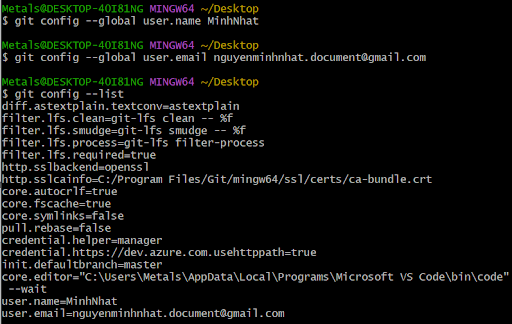 Metals@DESKTOP-4OI81NG MINGW64 ~/Desktop
$ git config --global user.name MinhNhat
Metals@DESKTOP-4OI81NG MINGW64 ~/Desktop
$ git config --global user.email nguyenminhnhat.document@gmail.com
Metals@DESKTOP-4OI81NG MINGW64 ~/Desktop
$ git config --list
diff.astextplain.textconv=astextplain
filter.lfs.clean=git-lfs clean -- %f
filter.lfs.smudge=git-lfs smudge -- %f
filter.lfs.process=git-lfs filter-process
filter.lfs.required=true
http.sslbackend=openssl
http.sslcainfo=C:/Program Files/Git/mingw64/ssl/certs/ca-bundle.crt
core.autocrlf=true
core.fscache=true
core.symlinks=false
pull.rebase=false
credential.helper=manager
credential.https://dev.azure.com.usehttppath=true
init.defaultbranch=master
core.editor="C:\Users\Metals\AppData\Local\Programs\Microsoft VS Code\bin\code"
--wait
user.name=MinhNhat
user.email=nguyenminhnhat.document@gmail.com